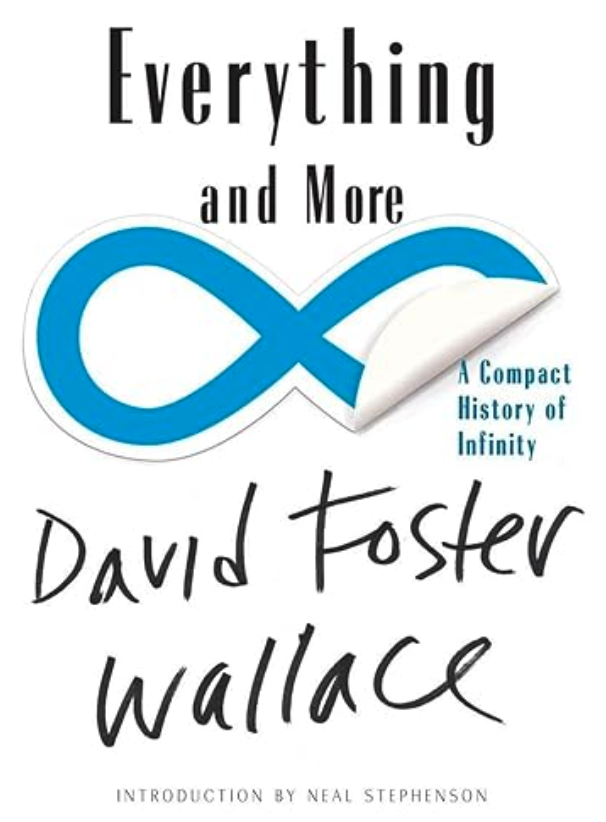 Everything
and More
A Compact
History of
Infinity
David Foster
Wallace
INTRODUCTION BY NEAL STEPHENSON